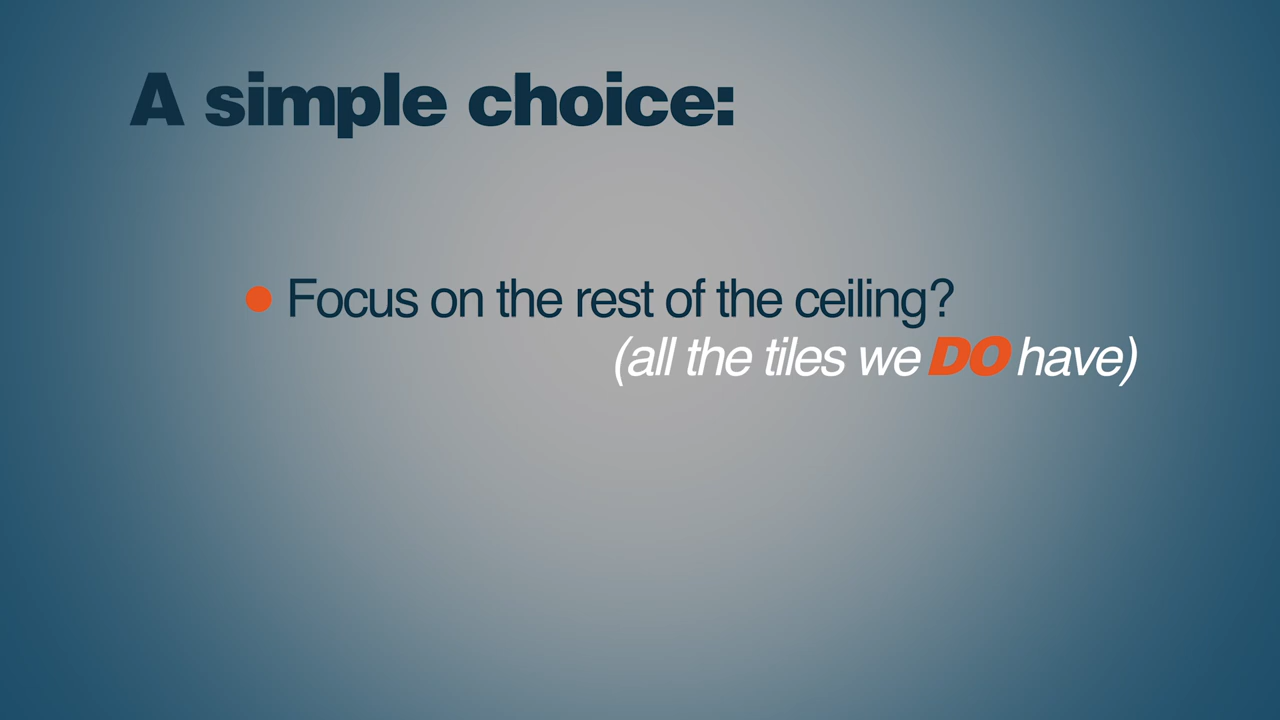 A simple choice:
Focus on the rest of the ceiling?
(all the tiles we DO have)